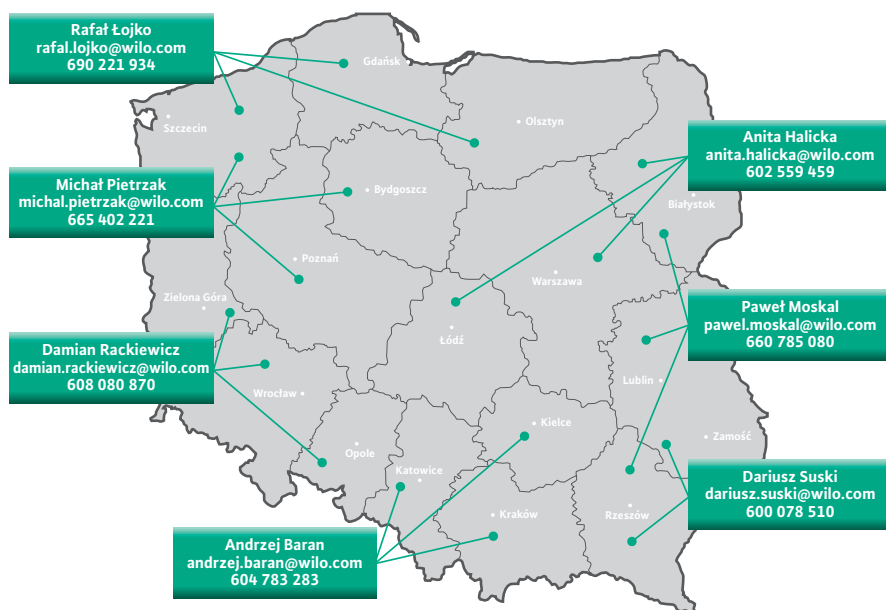 Rafał Łojko
rafal.lojko@wilo.com
690 221 934
Gdańsk
Szczecin
Olsztyn
Anita Halicka
anita.halicka@wilo.com
602 559 459
Michał Pietrzak
michal.pietrzak@wilo.com
665 402 221
Bydgoszcz
Białystok
Poznań
Warszawa
Zielona Góra
Łódź
Paweł Moskal
pawel.moskal@wilo.com
660 785 080
Damian Rackiewicz
damian.rackiewicz@wilo.com
608 080 870
Wrocław
Lublin
Opole
Kielce
Zamość
Katowice
Kraków
Rzeszów
Dariusz Suski
dariusz.suski@wilo.com
600 078 510
Andrzej Baran
andrzej.baran@wilo.com
604 783 283